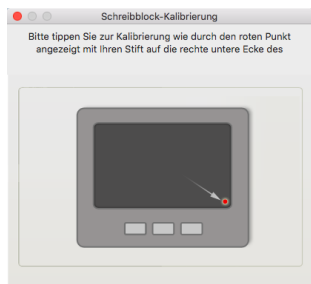 Schreibblock-Kalibrierung
Bitte tippen Sie zur Kalibrierung wie durch den roten Punkt
angezeigt mit Ihren Stift auf die rechte untere Ecke des